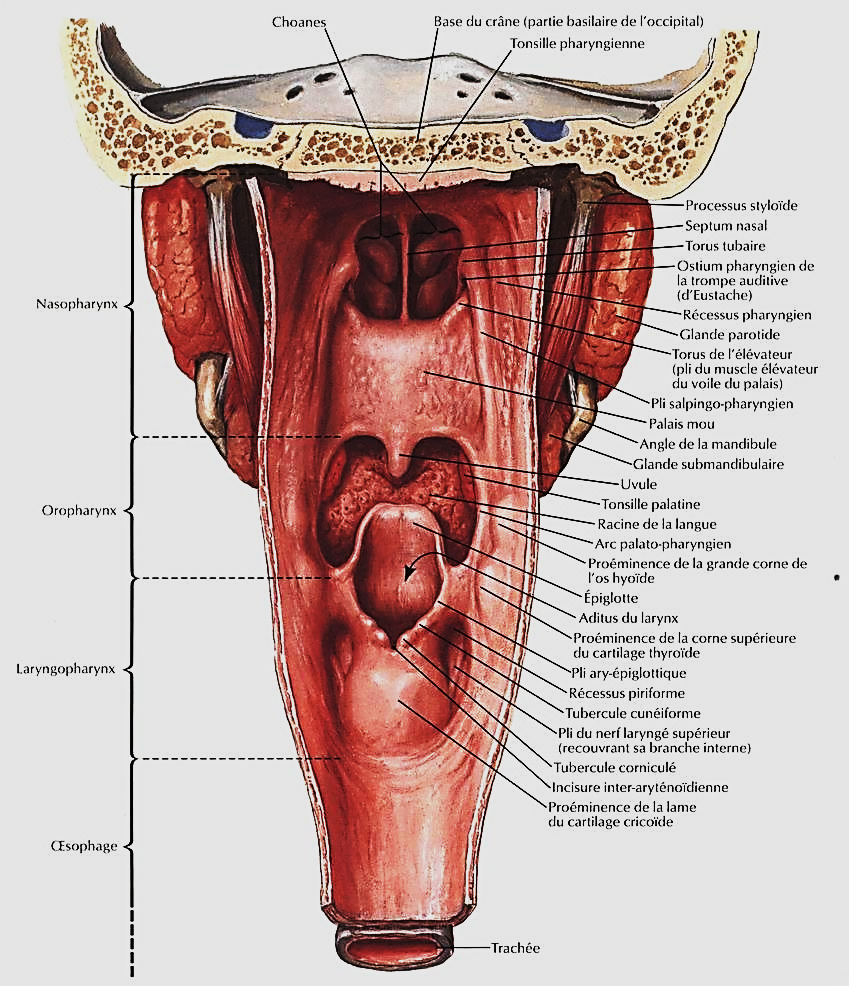 Choanes
Base du crâne (partie basilaire de l'occipital)
Tonsille pharyngienne
Processus styloïde
Septum nasal
Torus tubaire
Ostium pharyngien de
la trompe auditive
(d'Eustache)
Récessus pharyngien
Glande parotide
Torus de l'élévateur
(pli du muscle élévateur
du voile du palais)
Pli salpingo-pharyngien
Palais mou
Angle de la mandibule
Glande submandibulaire
Uvule
Tonsille palatine
Racine de la langue
Arc palato-pharyngien
Proéminence de la grande corne de
l'os hyoïde
Épiglotte
Aditus du larynx
Proéminence de la corne supérieure
du cartilage thyroïde
Pli ary-épiglottique
Récessus piriforme
Tubercule cunéiforme
Pli du nerf laryngé supérieur
(recouvrant sa branche interne)
Tubercule corniculé
Incisure inter-aryténoïdienne
Proéminence de la lame
du cartilage cricoïde
Trachée
Nasopharynx
Oropharynx
Laryngopharynx
Œsophage